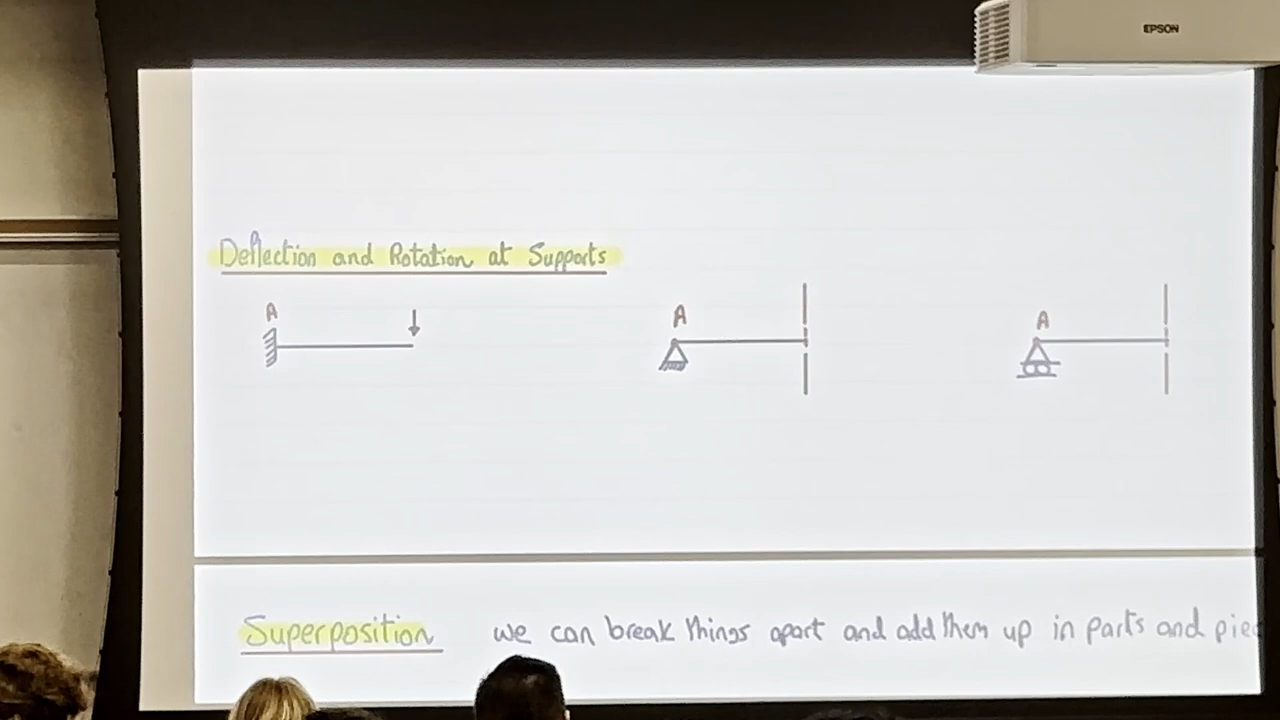 EPSON
Deflection and Rotation at Supports
A
A
A
Superposition we can break things apart and add them up in parts and